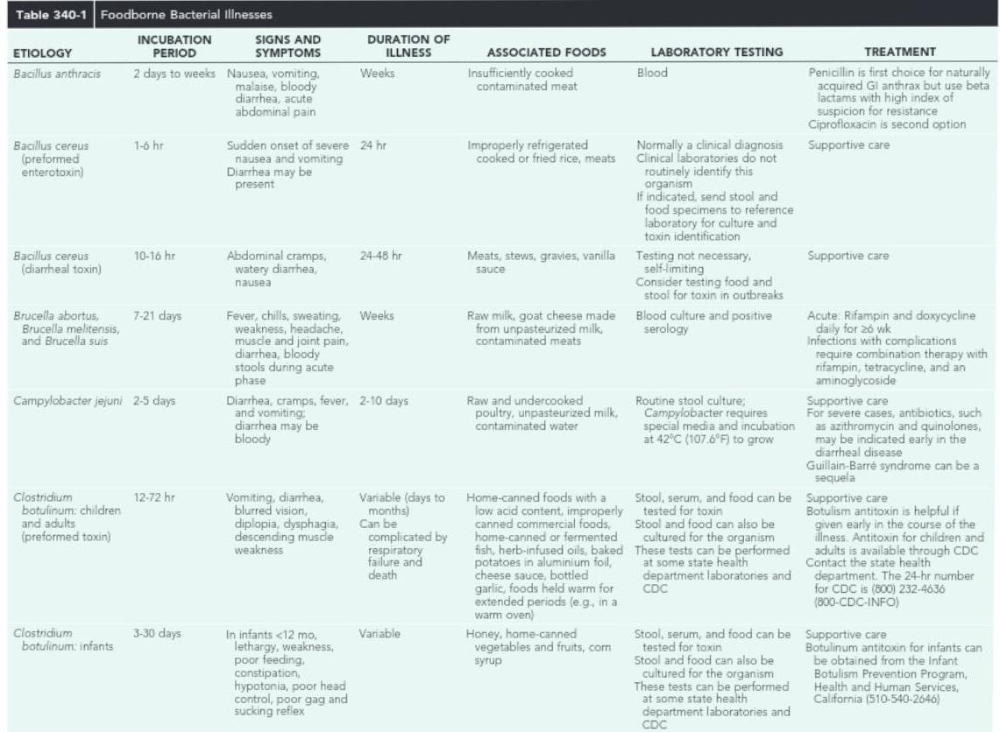 Table 340-1 Foodborne Bacterial Illnesses
ETIOLOGY
INCUBATION
PERIOD
SIGNS AND
SYMPTOMS
DURATION OF
ILLNESS
ASSOCIATED FOODS
LABORATORY TESTING
TREATMENT
Bacillus anthracis
2 days to weeks
Nausea, vomiting,
malaise, bloody
diarrhea, acute
abdominal pain
Weeks
Insufficiently cooked
contaminated meat
Blood
Penicillin is first choice for naturally
acquired GI anthrax but use beta
lactams with high index of
suspicion for resistance
Ciprofloxacin is second option
Bacillus cereus
(preformed
enterotoxin)
1-6 hr
Sudden onset of severe
nausea and vomiting
Diarrhea may be
present
24 hr
Improperly refrigerated
cooked or fried rice, meats
Normally a clinical diagnosis
Clinical laboratories do not
routinely identify this
organism
If indicated, send stool and
food specimens to reference
laboratory for culture and
toxin identification
Supportive care
Bacillus cereus
(diarrheal toxin)
10-16 hr
Abdominal cramps,
watery diarrhea,
nausea
24-48 hr
Meats, stews, gravies, vanilla
sauce
Testing not necessary,
self-limiting
Consider testing food and
stool for toxin in outbreaks
Supportive care
Brucella abortus,
Brucella melitensis,
and Brucella suis
7-21 days
Fever, chills, sweating,
weakness, headache,
muscle and joint pain,
diarrhea, bloody
stools during acute
phase
Weeks
Raw milk, goat cheese made
from unpasteurized milk,
contaminated meats
Blood culture and positive
serology
Acute: Rifampin and doxycycline
daily for ≥6 wk
Infections with complications
require combination therapy with
rifampin, tetracycline, and an
aminoglycoside
Campylobacter jejuni
2-5 days
Diarrhea, cramps, fever,
and vomiting;
diarrhea may be
bloody
2-10 days
Raw and undercooked
poultry, unpasteurized milk,
contaminated water
Routine stool culture;
Campylobacter requires
special media and incubation
at 42°C (107.6°F) to grow
Supportive care
For severe cases, antibiotics, such
as azithromycin and quinolones,
may be indicated early in the
diarrheal disease
Guillain-Barré syndrome can be a
sequela
Clostridium
botulinum: children
and adults
(preformed toxin)
12-72 hr
Vomiting, diarrhea,
blurred vision,
diplopia, dysphagia,
descending muscle
weakness
Variable (days to
months)
Can be
complicated by
respiratory
failure and
death
Home-canned foods with a
low acid content, improperly
canned commercial foods,
home-canned or fermented
fish, herb-infused oils, baked
potatoes in aluminium foil,
cheese sauce, bottled
garlic, foods held warm for
extended periods (e.g., in a
warm oven)
Stool, serum, and food can be
tested for toxin
Stool and food can also be
cultured for the organism
These tests can be performed
at some state health
department laboratories and
CDC
Supportive care
Botulism antitoxin is helpful if
given early in the course of the
illness. Antitoxin for children and
adults is available through CDC
Contact the state health
department. The 24-hr number
for CDC is (800) 232-4636
(800-CDC-INFO)
Clostridium
botulinum: infants
3-30 days
In infants <12 mo,
lethargy, weakness,
poor feeding,
constipation,
hypotonia, poor head
control, poor gag and
sucking reflex
Variable
Honey, home-canned
vegetables and fruits, corn
syrup
Stool, serum, and food can be
tested for toxin
Stool and food can also be
cultured for the organism
These tests can be performed
at some state health
department laboratories and
CDC
Supportive care
Botulinum antitoxin for infants can
be obtained from the Infant
Botulism Prevention Program,
Health and Human Services,
California (510-540-2646)